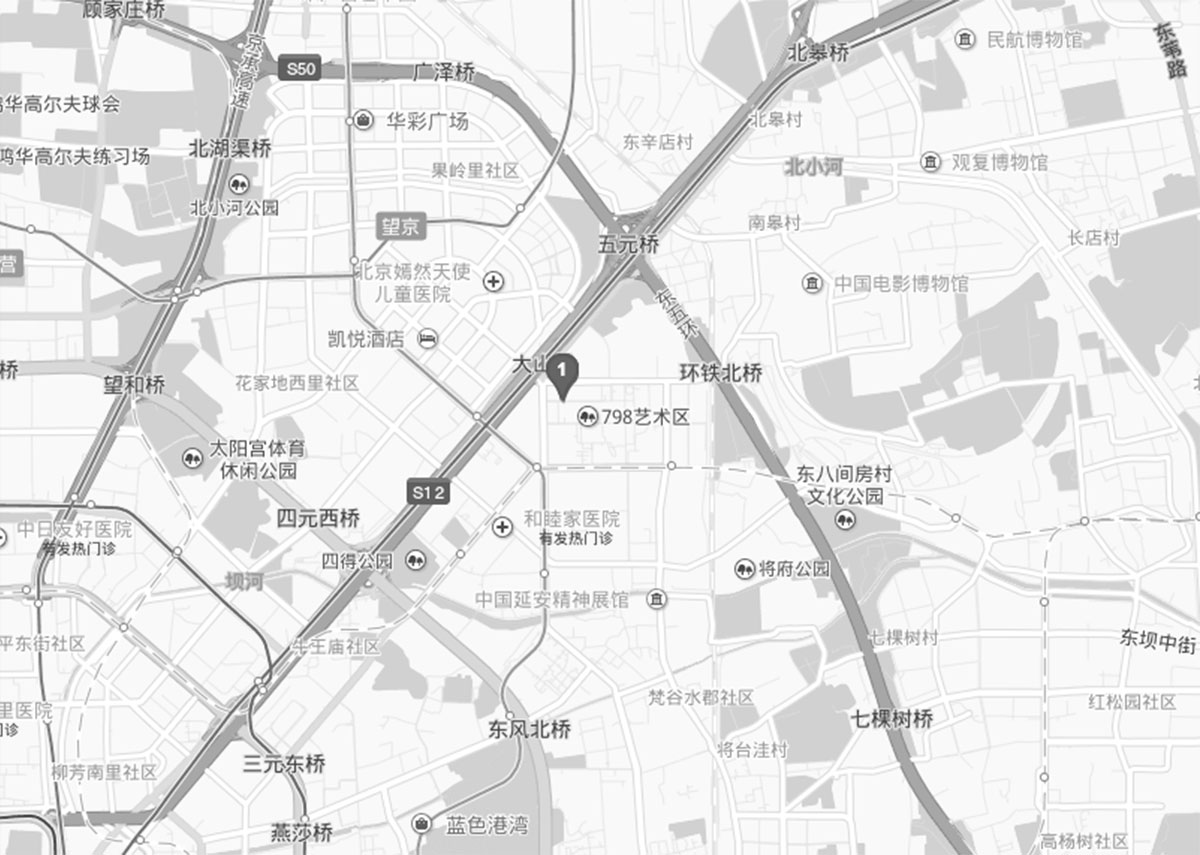 顾家庄桥
京承高速
S50
广泽桥
北皋桥
民航博物馆
东苇路
华高尔夫球会
华彩广场
北皋村
鸿华高尔夫练习场
北湖渠桥
东辛店村
北小河
观复博物馆
果岭里社区
北小河公园
望京
南皋村
五元桥
长店村
营
北京嫣然天使
儿童医院
中国电影博物馆
东五环
凯悦酒店
大山
1
环铁北桥
桥
望和桥
花家地西里社区
798艺术区
太阳宫体育
休闲公园
S12
东八间房村
文化公园
四元西桥
和睦家医院
有发热门诊
中日友好医院
有发热门诊
四得公园
将府公园
坝河
中国延安精神展馆
平东街社区
牛王庙社区
七棵树村
东坝中街
梵谷水郡社区
红松园社区
里医院
门诊
东风北桥
七棵树桥
将台洼村
三元东桥
柳芳南里社区
蓝色港湾
燕莎桥
高杨树社区